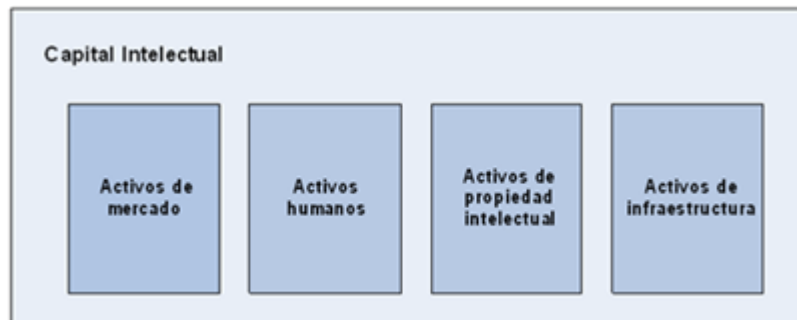 Capital Intelectual
Activos de
mercado
Activos
humanos
Activos de
propiedad
intelectual
Activos de
infraestructura